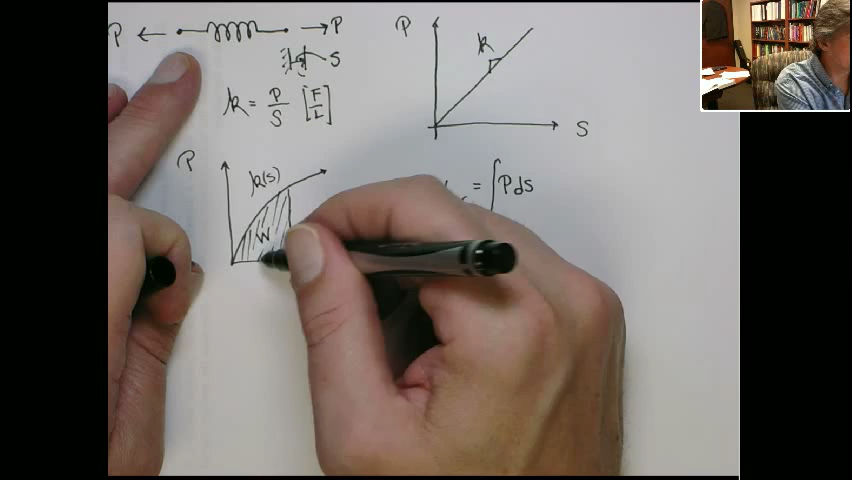 P P
S
k = P/S [F/L]
P
k
S
P
k(s)
W
= ∫ P ds